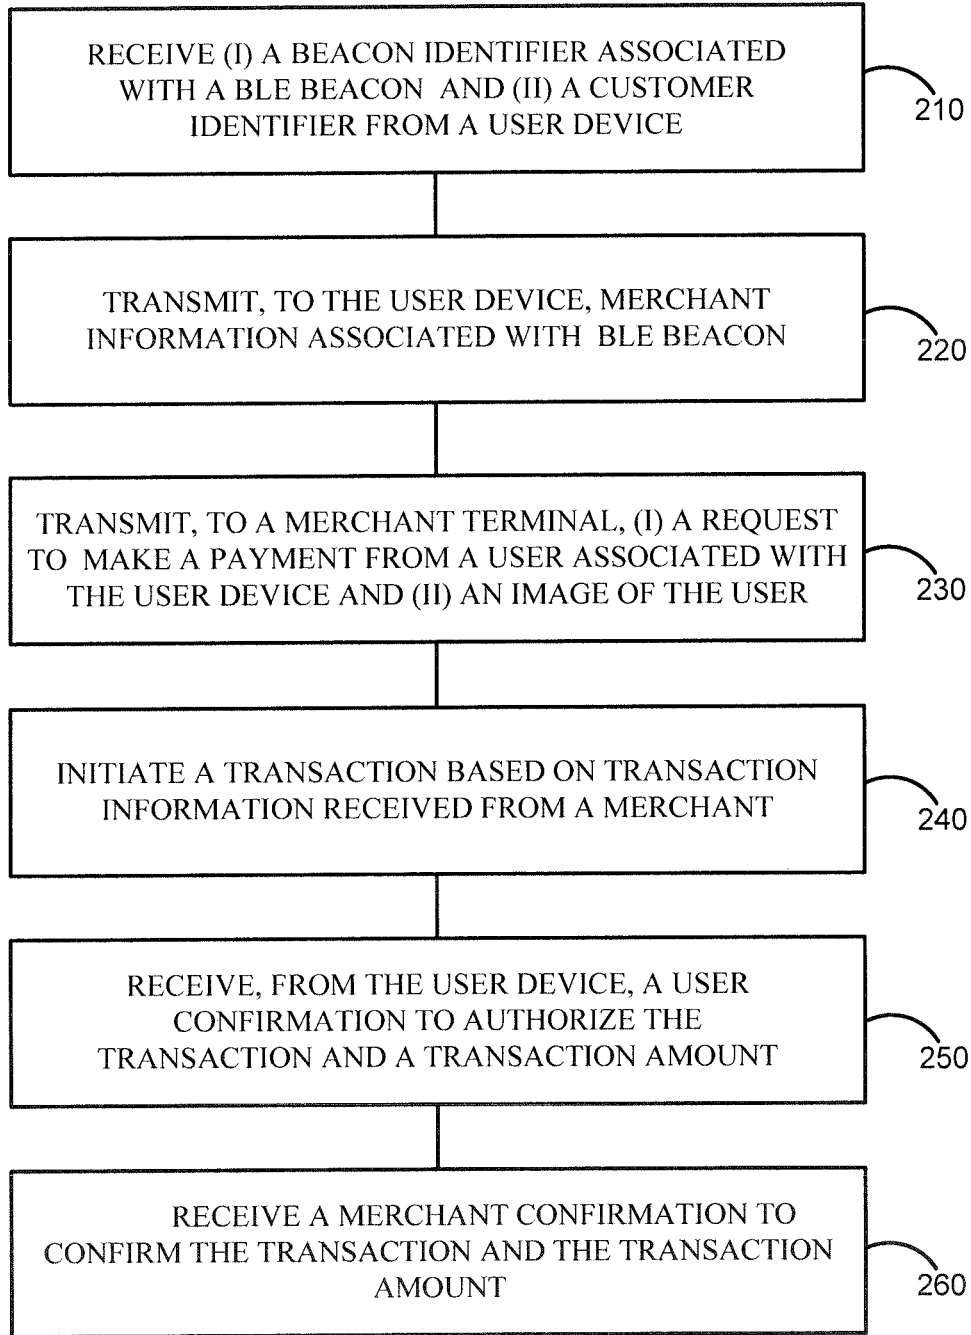 RECEIVE (I) A BEACON IDENTIFIER ASSOCIATED
WITH A BLE BEACON AND (II) A CUSTOMER
IDENTIFIER FROM A USER DEVICE
210
TRANSMIT, TO THE USER DEVICE, MERCHANT
INFORMATION ASSOCIATED WITH BLE BEACON
220
TRANSMIT, TO A MERCHANT TERMINAL, (I) A REQUEST
TO MAKE A PAYMENT FROM A USER ASSOCIATED WITH
THE USER DEVICE AND (II) AN IMAGE OF THE USER
230
INITIATE A TRANSACTION BASED ON TRANSACTION
INFORMATION RECEIVED FROM A MERCHANT
240
RECEIVE, FROM THE USER DEVICE, A USER
CONFIRMATION TO AUTHORIZE THE
TRANSACTION AND A TRANSACTION AMOUNT
250
RECEIVE A MERCHANT CONFIRMATION TO
CONFIRM THE TRANSACTION AND THE TRANSACTION
AMOUNT
260